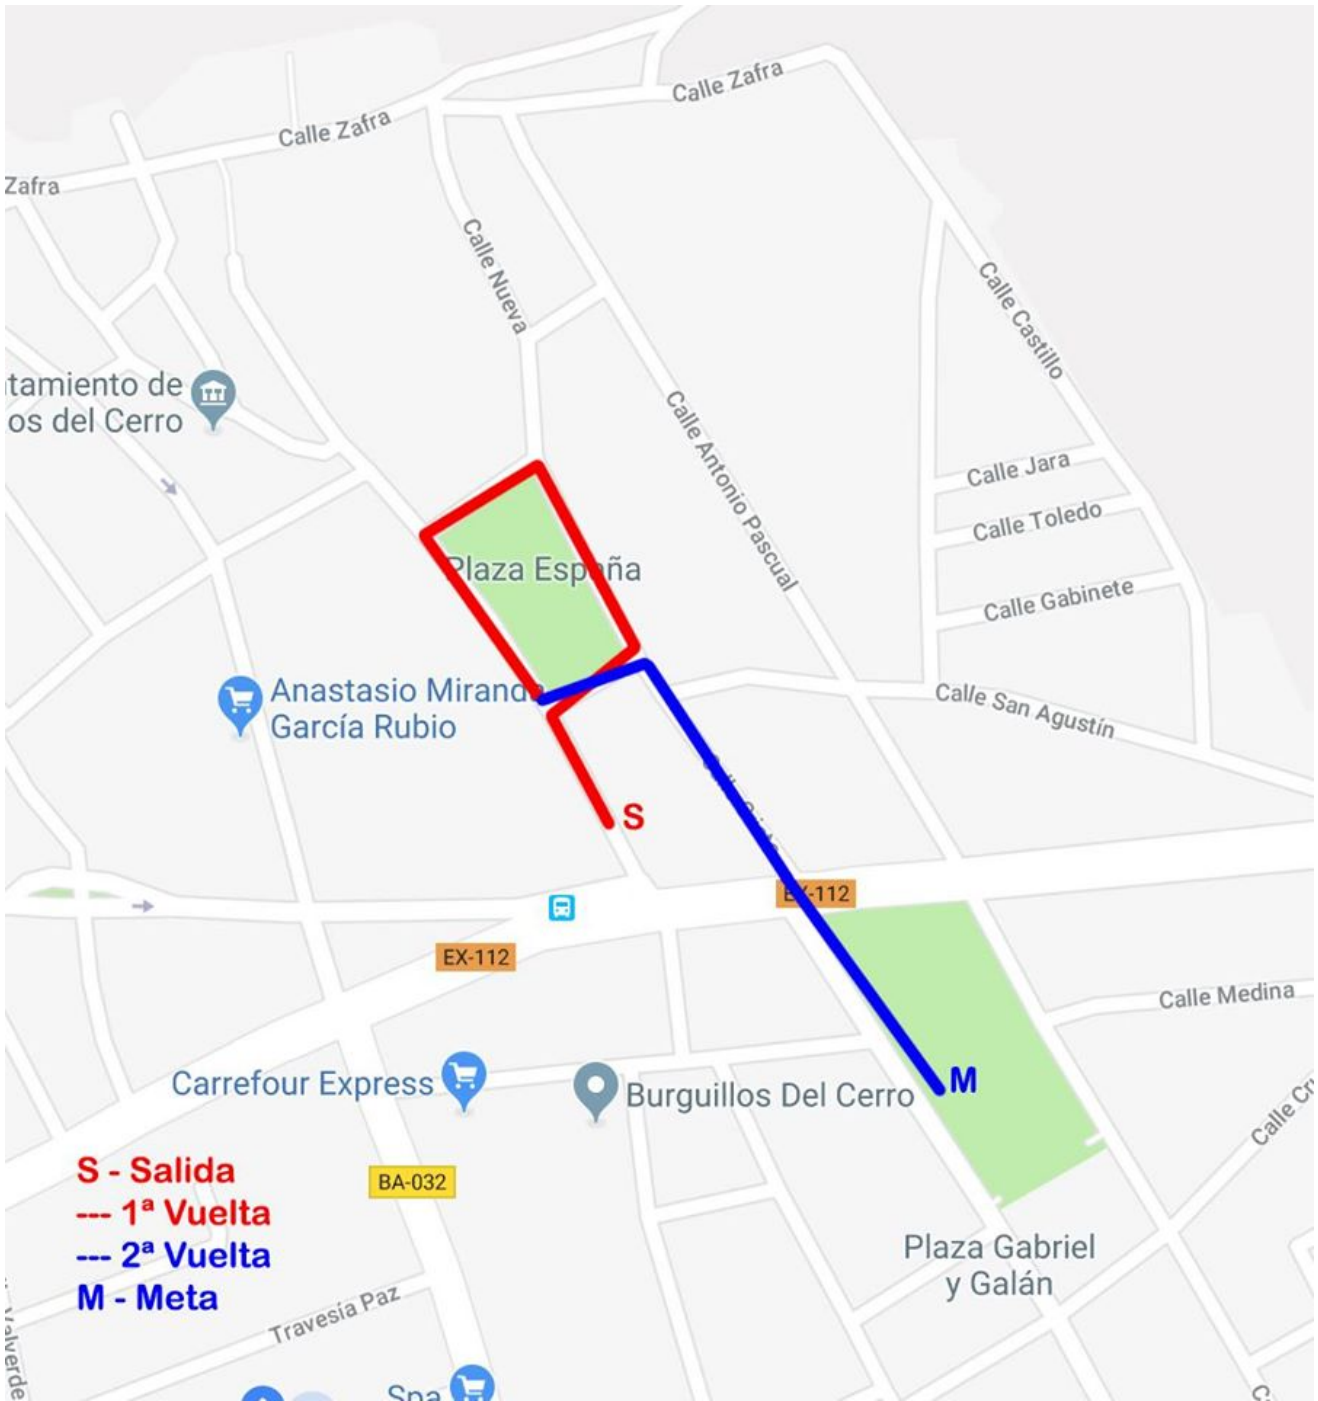 Calle Zafra
Calle Zafra
Zafra
Calle Nueva
Calle Castillo
tamiento de
os del Cerro
Calle Antonio Pascual
Calle Jara
Calle Toledo
Plaza España
Calle Gabinete
Anastasio Miranda
García Rubio
Calle San Agustín
S
EX-112
EX-112
Calle Medina
Carrefour Express
Burguillos Del Cerro
M
S - Salida
--- 1ª Vuelta
--- 2ª Vuelta
M - Meta
BA-032
Plaza Gabriel
y Galán
Travesía Paz
Valverde
Spa